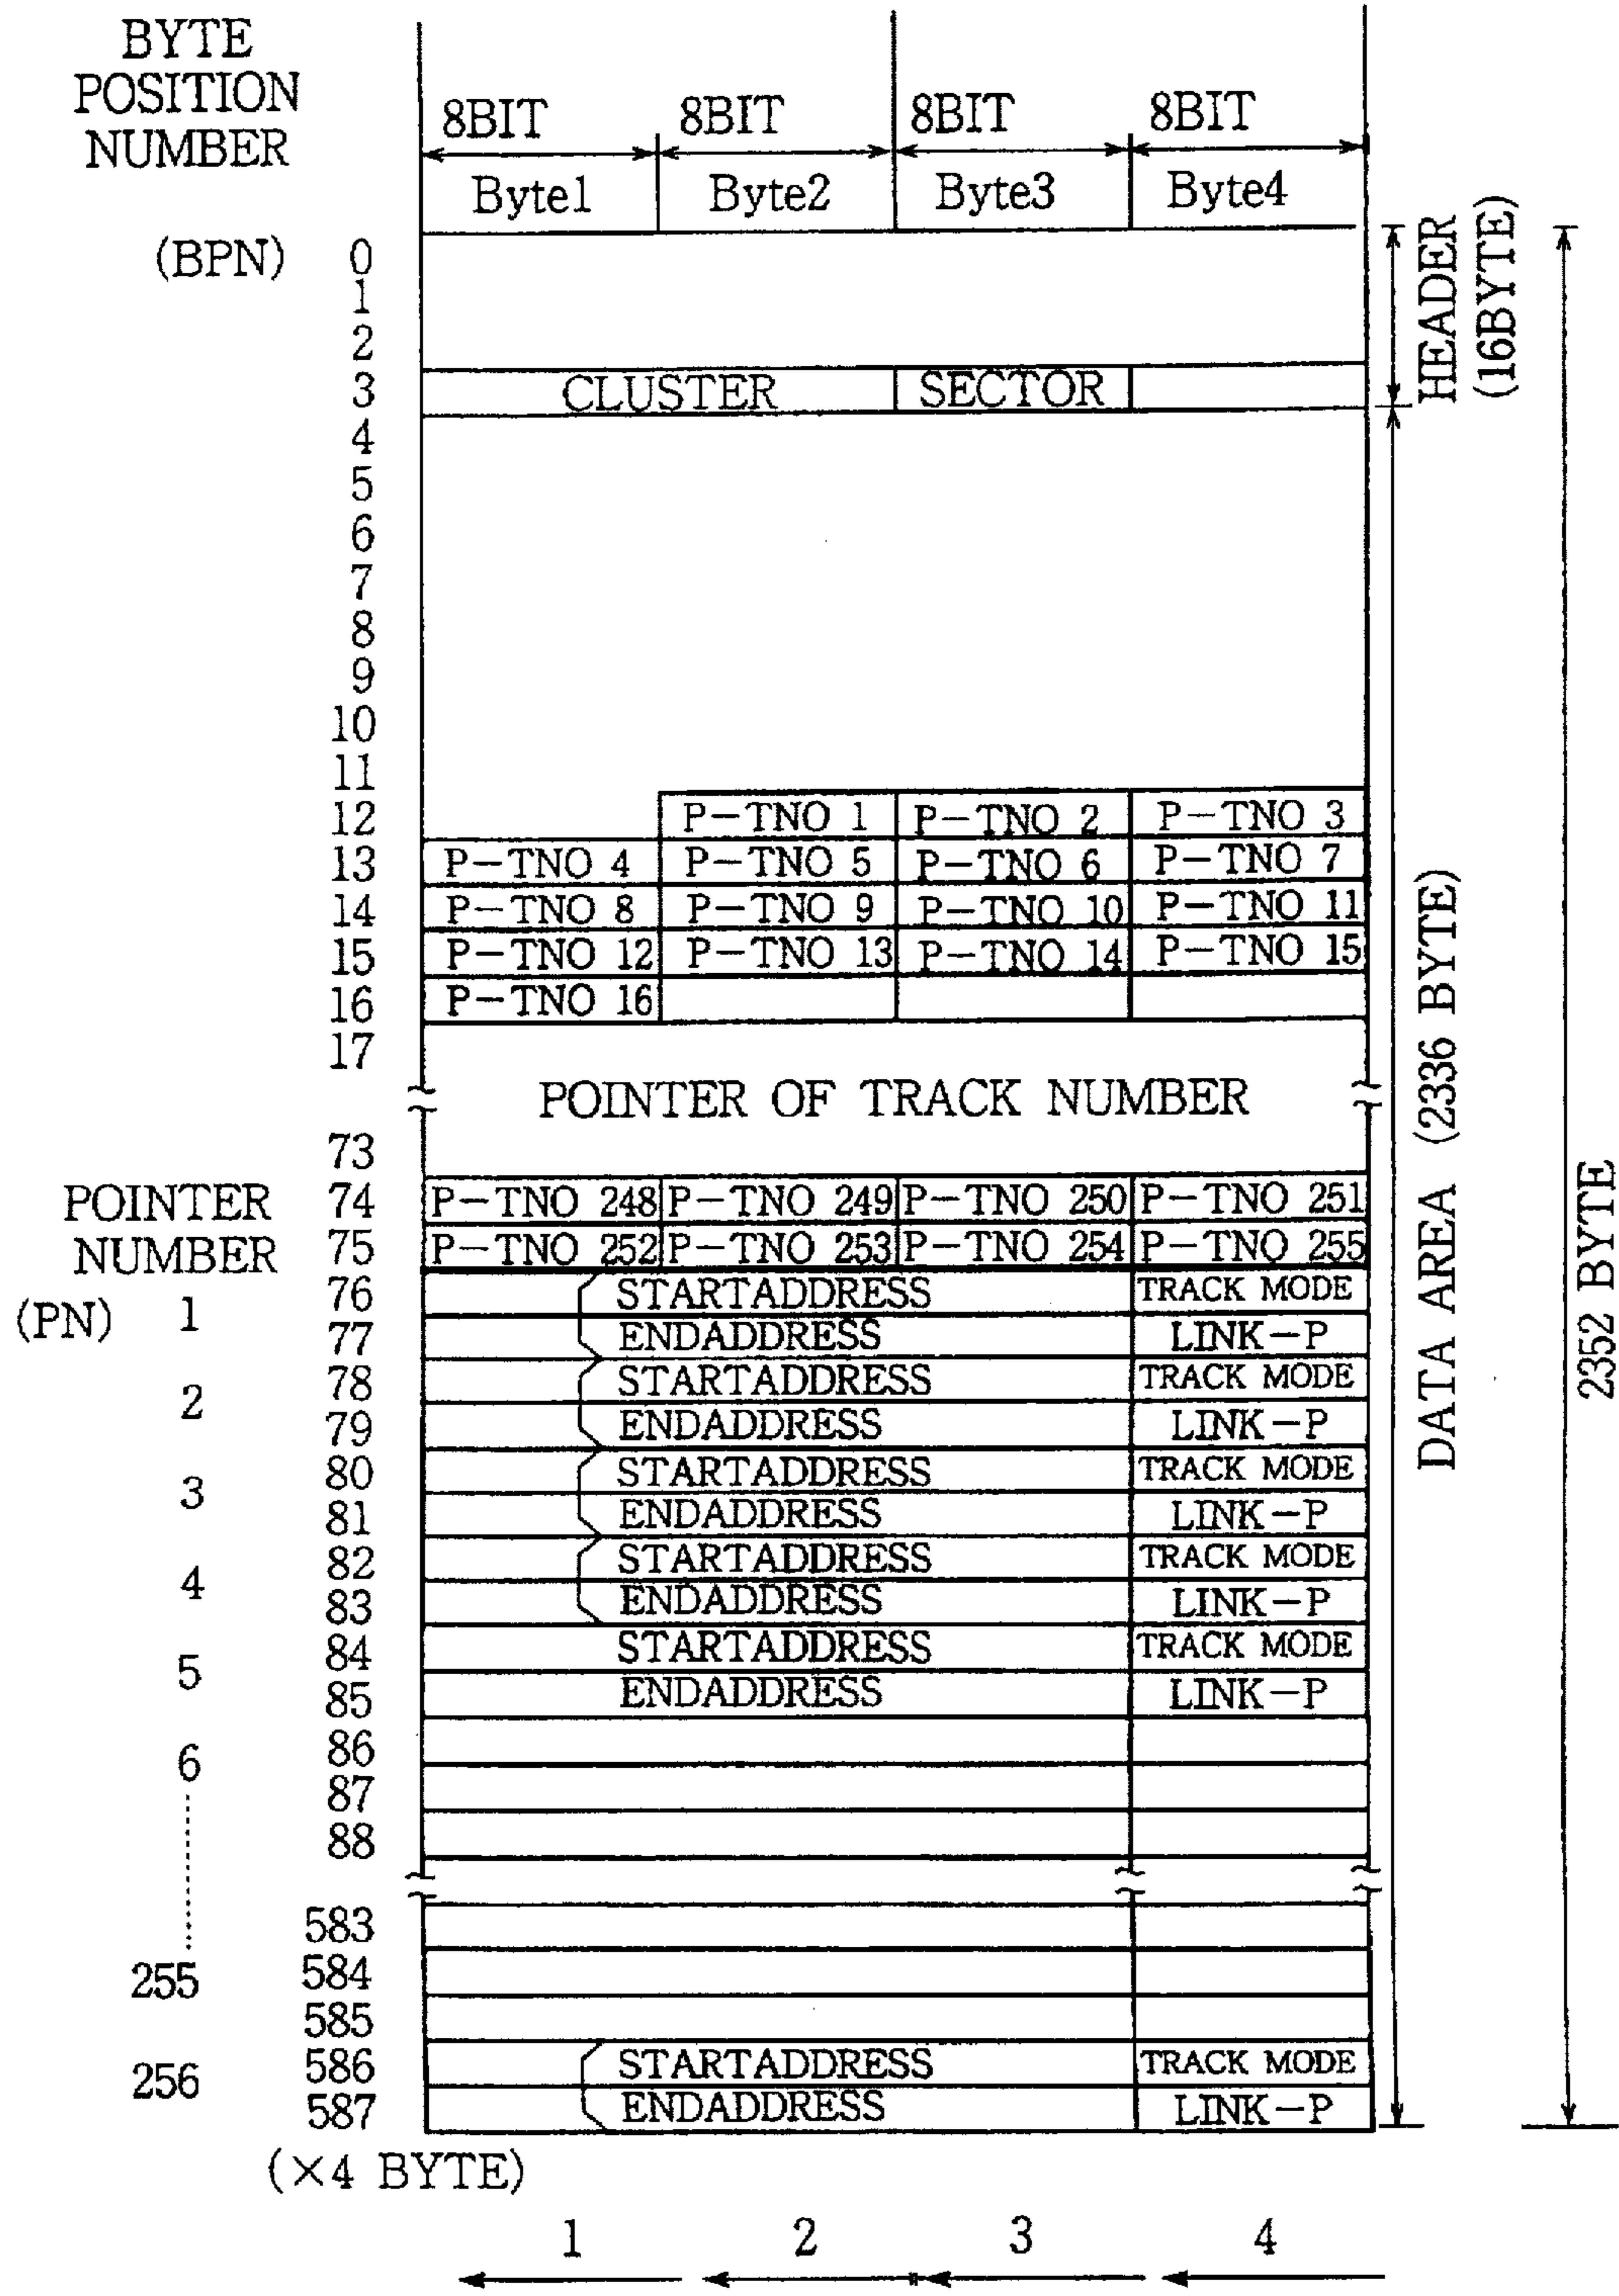 BYTE
POSITION
NUMBER
8BIT 8BIT 8BIT 8BIT
Byte1 Byte2 Byte3 Byte4
(BPN) 0
1
2
3 CLUSTER SECTOR
HEADER
(16BYTE)
4
5
6
7
8
9
10
11
12 P-TNO 1 P-TNO 2 P-TNO 3
13 P-TNO 4 P-TNO 5 P-TNO 6 P-TNO 7
14 P-TNO 8 P-TNO 9 P-TNO 10 P-TNO 11
15 P-TNO 12 P-TNO 13 P-TNO 14 P-TNO 15
16 P-TNO 16
17
POINTER OF TRACK NUMBER
73
POINTER
NUMBER
(PN)
74 P-TNO 248 P-TNO 249 P-TNO 250 P-TNO 251
75 P-TNO 252 P-TNO 253 P-TNO 254 P-TNO 255
1
76 STARTADDRESS TRACK MODE
77 ENDADDRESS LINK-P
2
78 STARTADDRESS TRACK MODE
79 ENDADDRESS LINK-P
3
80 STARTADDRESS TRACK MODE
81 ENDADDRESS LINK-P
4
82 STARTADDRESS TRACK MODE
83 ENDADDRESS LINK-P
5
84 STARTADDRESS TRACK MODE
85 ENDADDRESS LINK-P
6
86
87
88
583
255
584
585
256
586 STARTADDRESS TRACK MODE
587 ENDADDRESS LINK-P
(×4 BYTE)
DATA AREA (2336 BYTE)
2352 BYTE
1 2 3 4